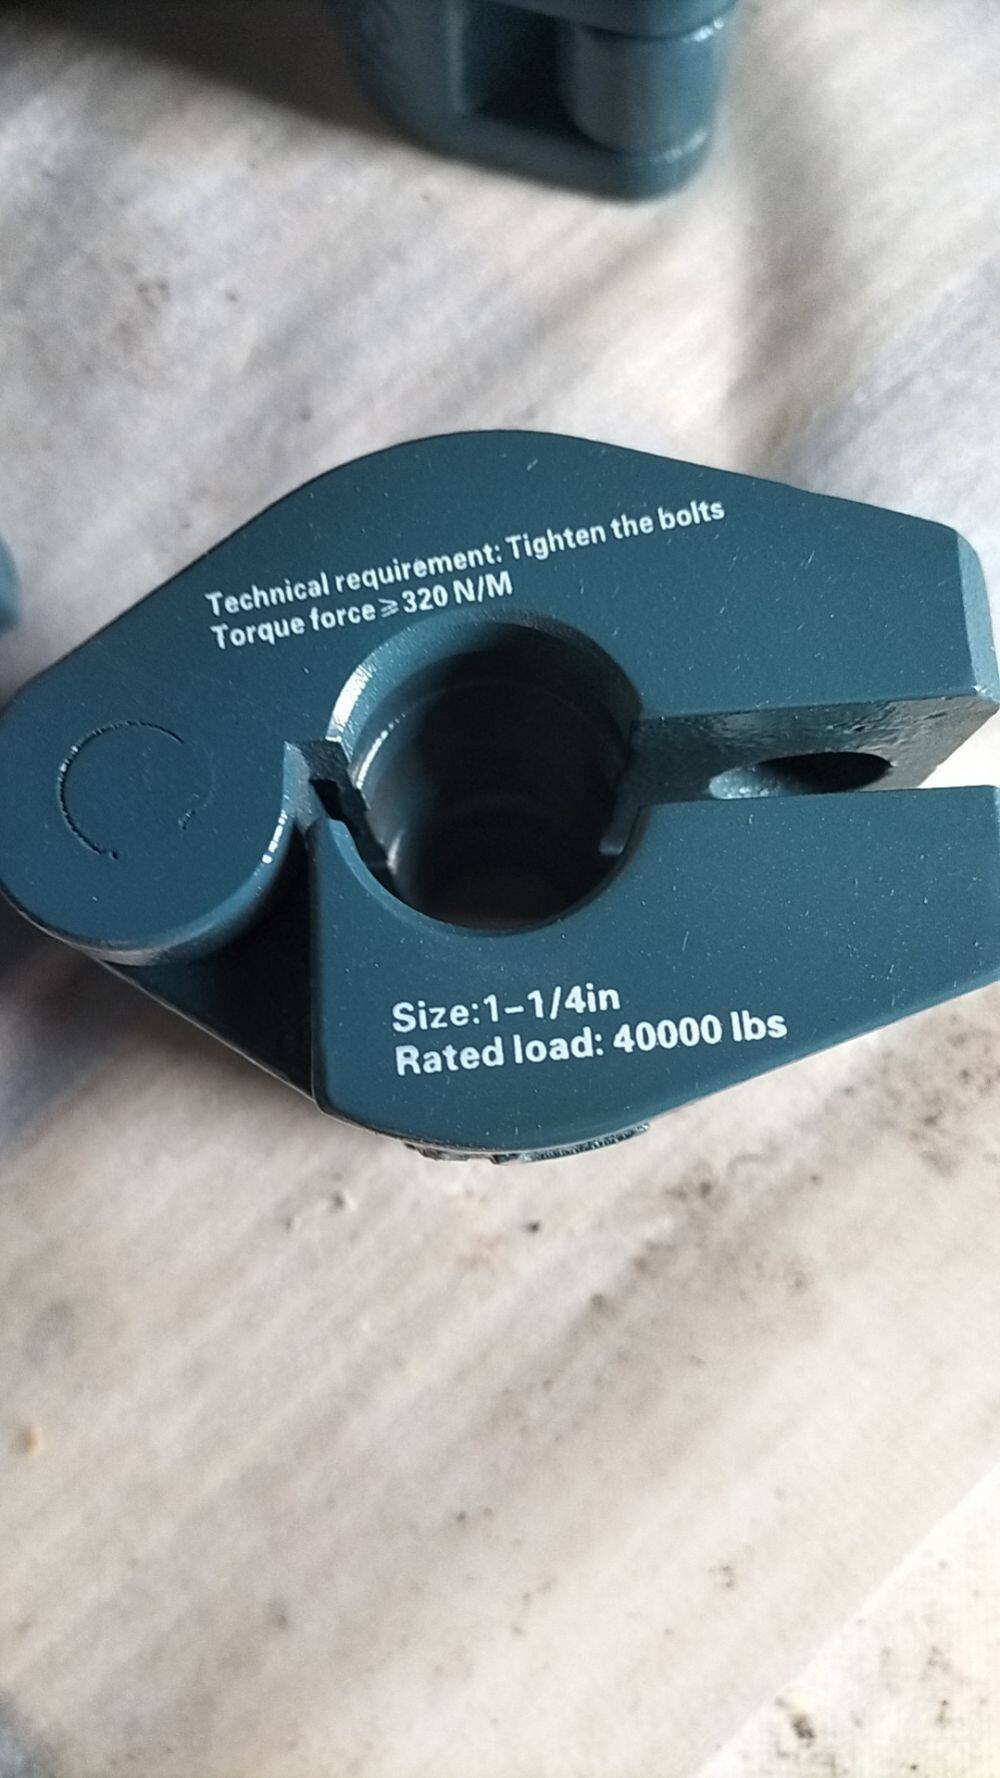 Technical requirement: Tighten the bolts
Torque force ≥ 320 N/M
Size:1-1/4in
Rated load: 40000 lbs